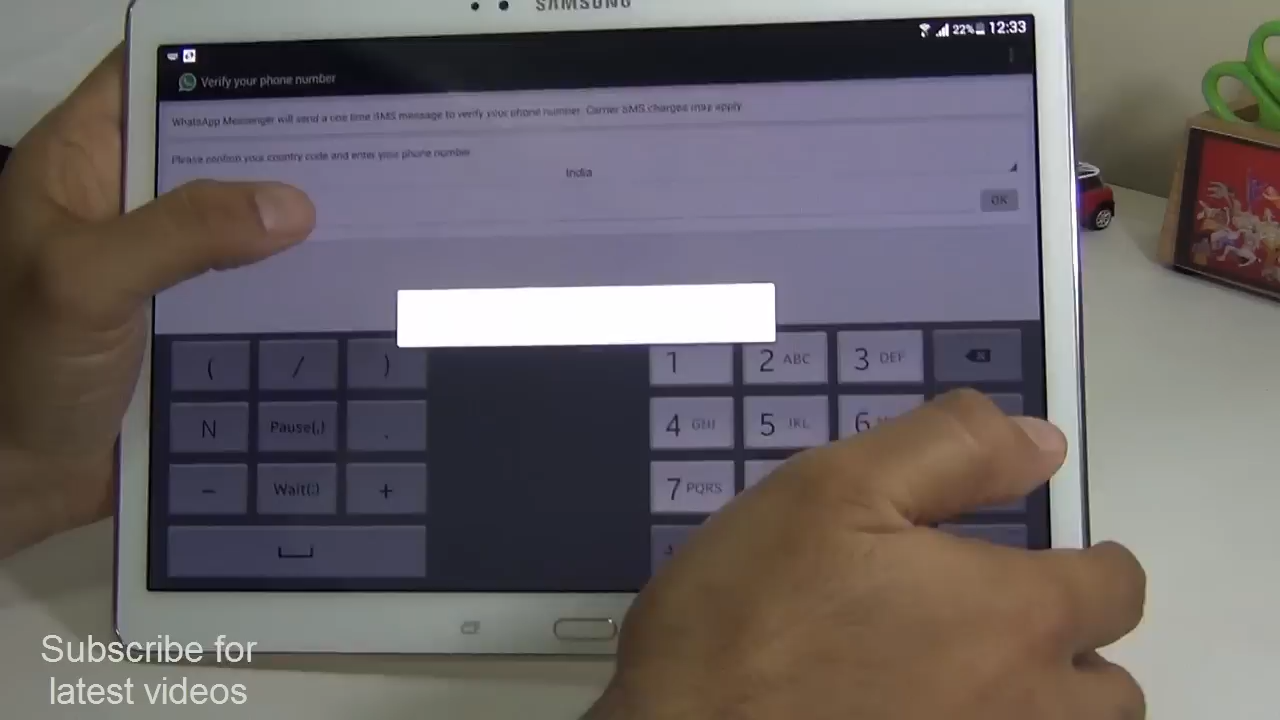 SAMSUNG
22% 12:33
Verify your phone number
WhatsApp Messenger will send a one time SMS message to verify your phone number. Carrier SMS charges may apply.
Please confirm your country code and enter your phone number
India
OK
( / ) 1 2 ABC 3 DEF
N Pause(,) . 4 GHI 5 JKL 6
- Wait(;) + 7 PQRS
Subscribe for
latest videos